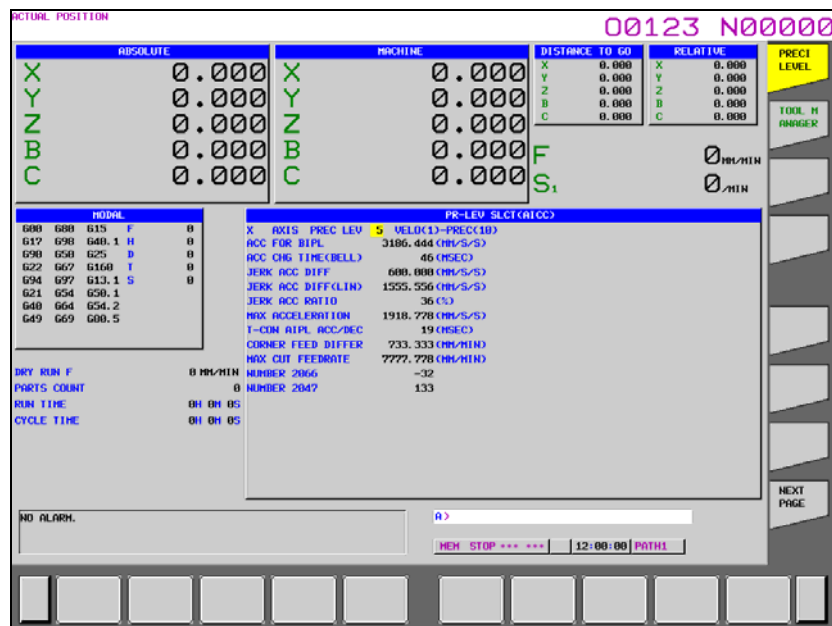 ACTUAL POSITION
O0123 N00000
ABSOLUTE
X 0.000
Y 0.000
Z 0.000
B 0.000
C 0.000
MACHINE
X 0.000
Y 0.000
Z 0.000
B 0.000
C 0.000
DISTANCE TO GO
X 0.000
Y 0.000
Z 0.000
B 0.000
C 0.000
RELATIVE
X 0.000
Y 0.000
Z 0.000
B 0.000
C 0.000
F 0MM/MIN
S1 0/MIN
PRECI
LEVEL
TOOL M
ANAGER
MODAL
G00 G80 G15 F 0
G17 G98 G40.1 H 0
G90 G50 G25 D 0
G22 G67 G160 T 0
G94 G97 G13.1 S 0
G21 G54 G50.1
G40 G64 G54.2
G49 G69 G00.5
DRY RUN F 0 MM/MIN
PARTS COUNT 0
RUN TIME 0H 0M 0S
CYCLE TIME 0H 0M 0S
PR-LEV SLCT(AICC)
X AXIS PREC LEV 5 VELO(1)-PREC(10)
ACC FOR BIPL 3186.444(MM/S/S)
ACC CHG TIME(BELL) 46(MSEC)
JERK ACC DIFF 600.000(MM/S/S)
JERK ACC DIFF(LIN) 1555.556(MM/S/S)
JERK ACC RATIO 36(%)
MAX ACCELERATION 1918.778(MM/S/S)
T-CON AIPL ACC/DEC 19(MSEC)
CORNER FEED DIFFER 733.333(MM/MIN)
MAX CUT FEEDRATE 7777.778(MM/MIN)
NUMBER 2066 -32
NUMBER 2047 133
NEXT
PAGE
NO ALARM.
A>
MEM STOP *** *** 12:00:00 PATH1